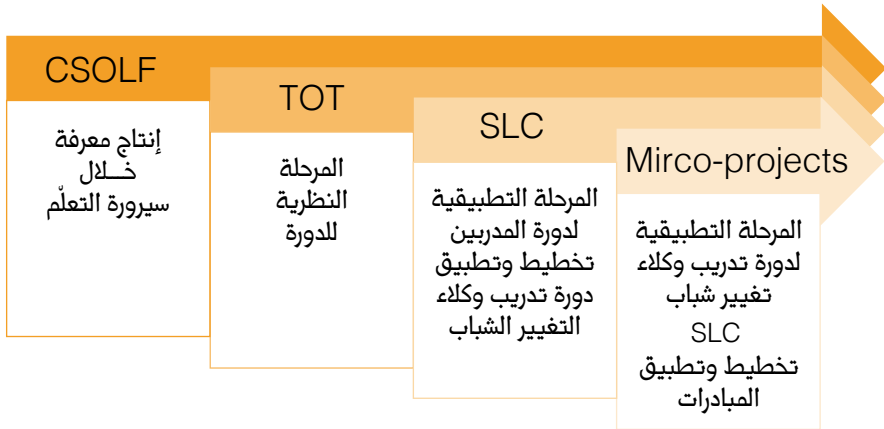 CSOLF
إنتاج معرفة
خــلال
سيرورة التعلّم
TOT
المرحلة
النظرية
للدورة
SLC
المرحلة التطبيقية
لدورة المدربين
تخطيط وتطبيق
دورة تدريب وكلاء
التغيير الشباب
Mirco-projects
المرحلة التطبيقية
لدورة تدريب وكلاء
تغيير شباب
SLC
تخطيط وتطبيق
المبادرات